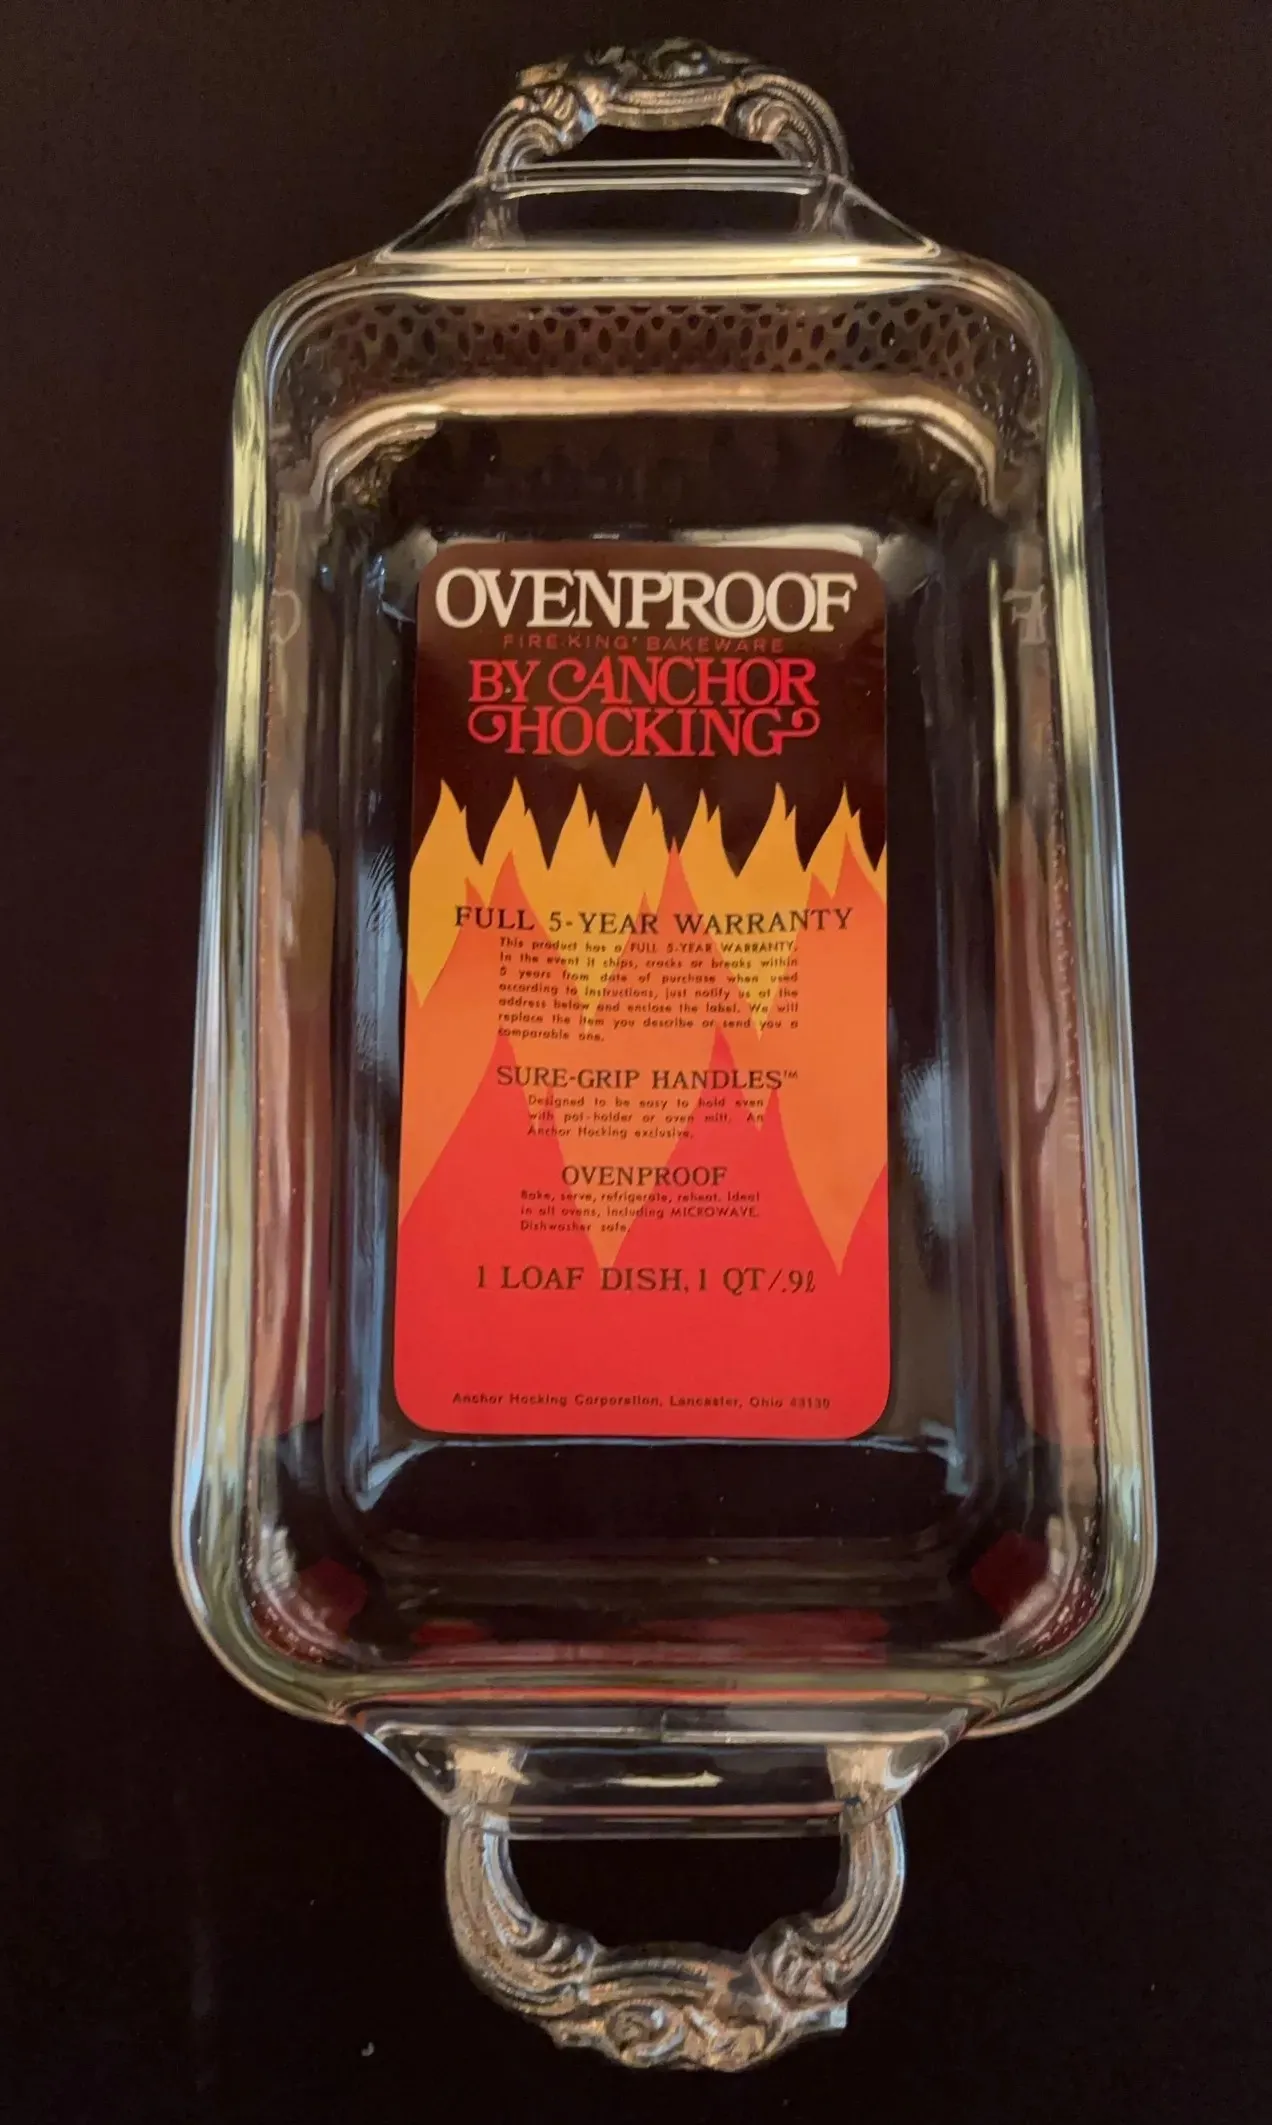 OVENPROOF
FIRE-KING® BAKEWARE
BY ANCHOR
HOCKING
FULL 5-YEAR WARRANTY
This product has a FULL 5-YEAR WARRANTY.
In the event it chips, cracks or breaks within
5 years from date of purchase when used
according to instructions, just notify us at the
address below and enclose the label. We will
replace the item you describe or send you a
comparable one.
SURE-GRIP HANDLES™
Designed to be easy to hold even
with pot-holder or oven mitt. An
Anchor Hocking exclusive.
OVENPROOF
Bake, serve, refrigerate, reheat. Ideal
in all ovens, including MICROWAVE.
Dishwasher safe.
1 LOAF DISH, 1 QT/.9ℓ
Anchor Hocking Corporation, Lancaster, Ohio 43130